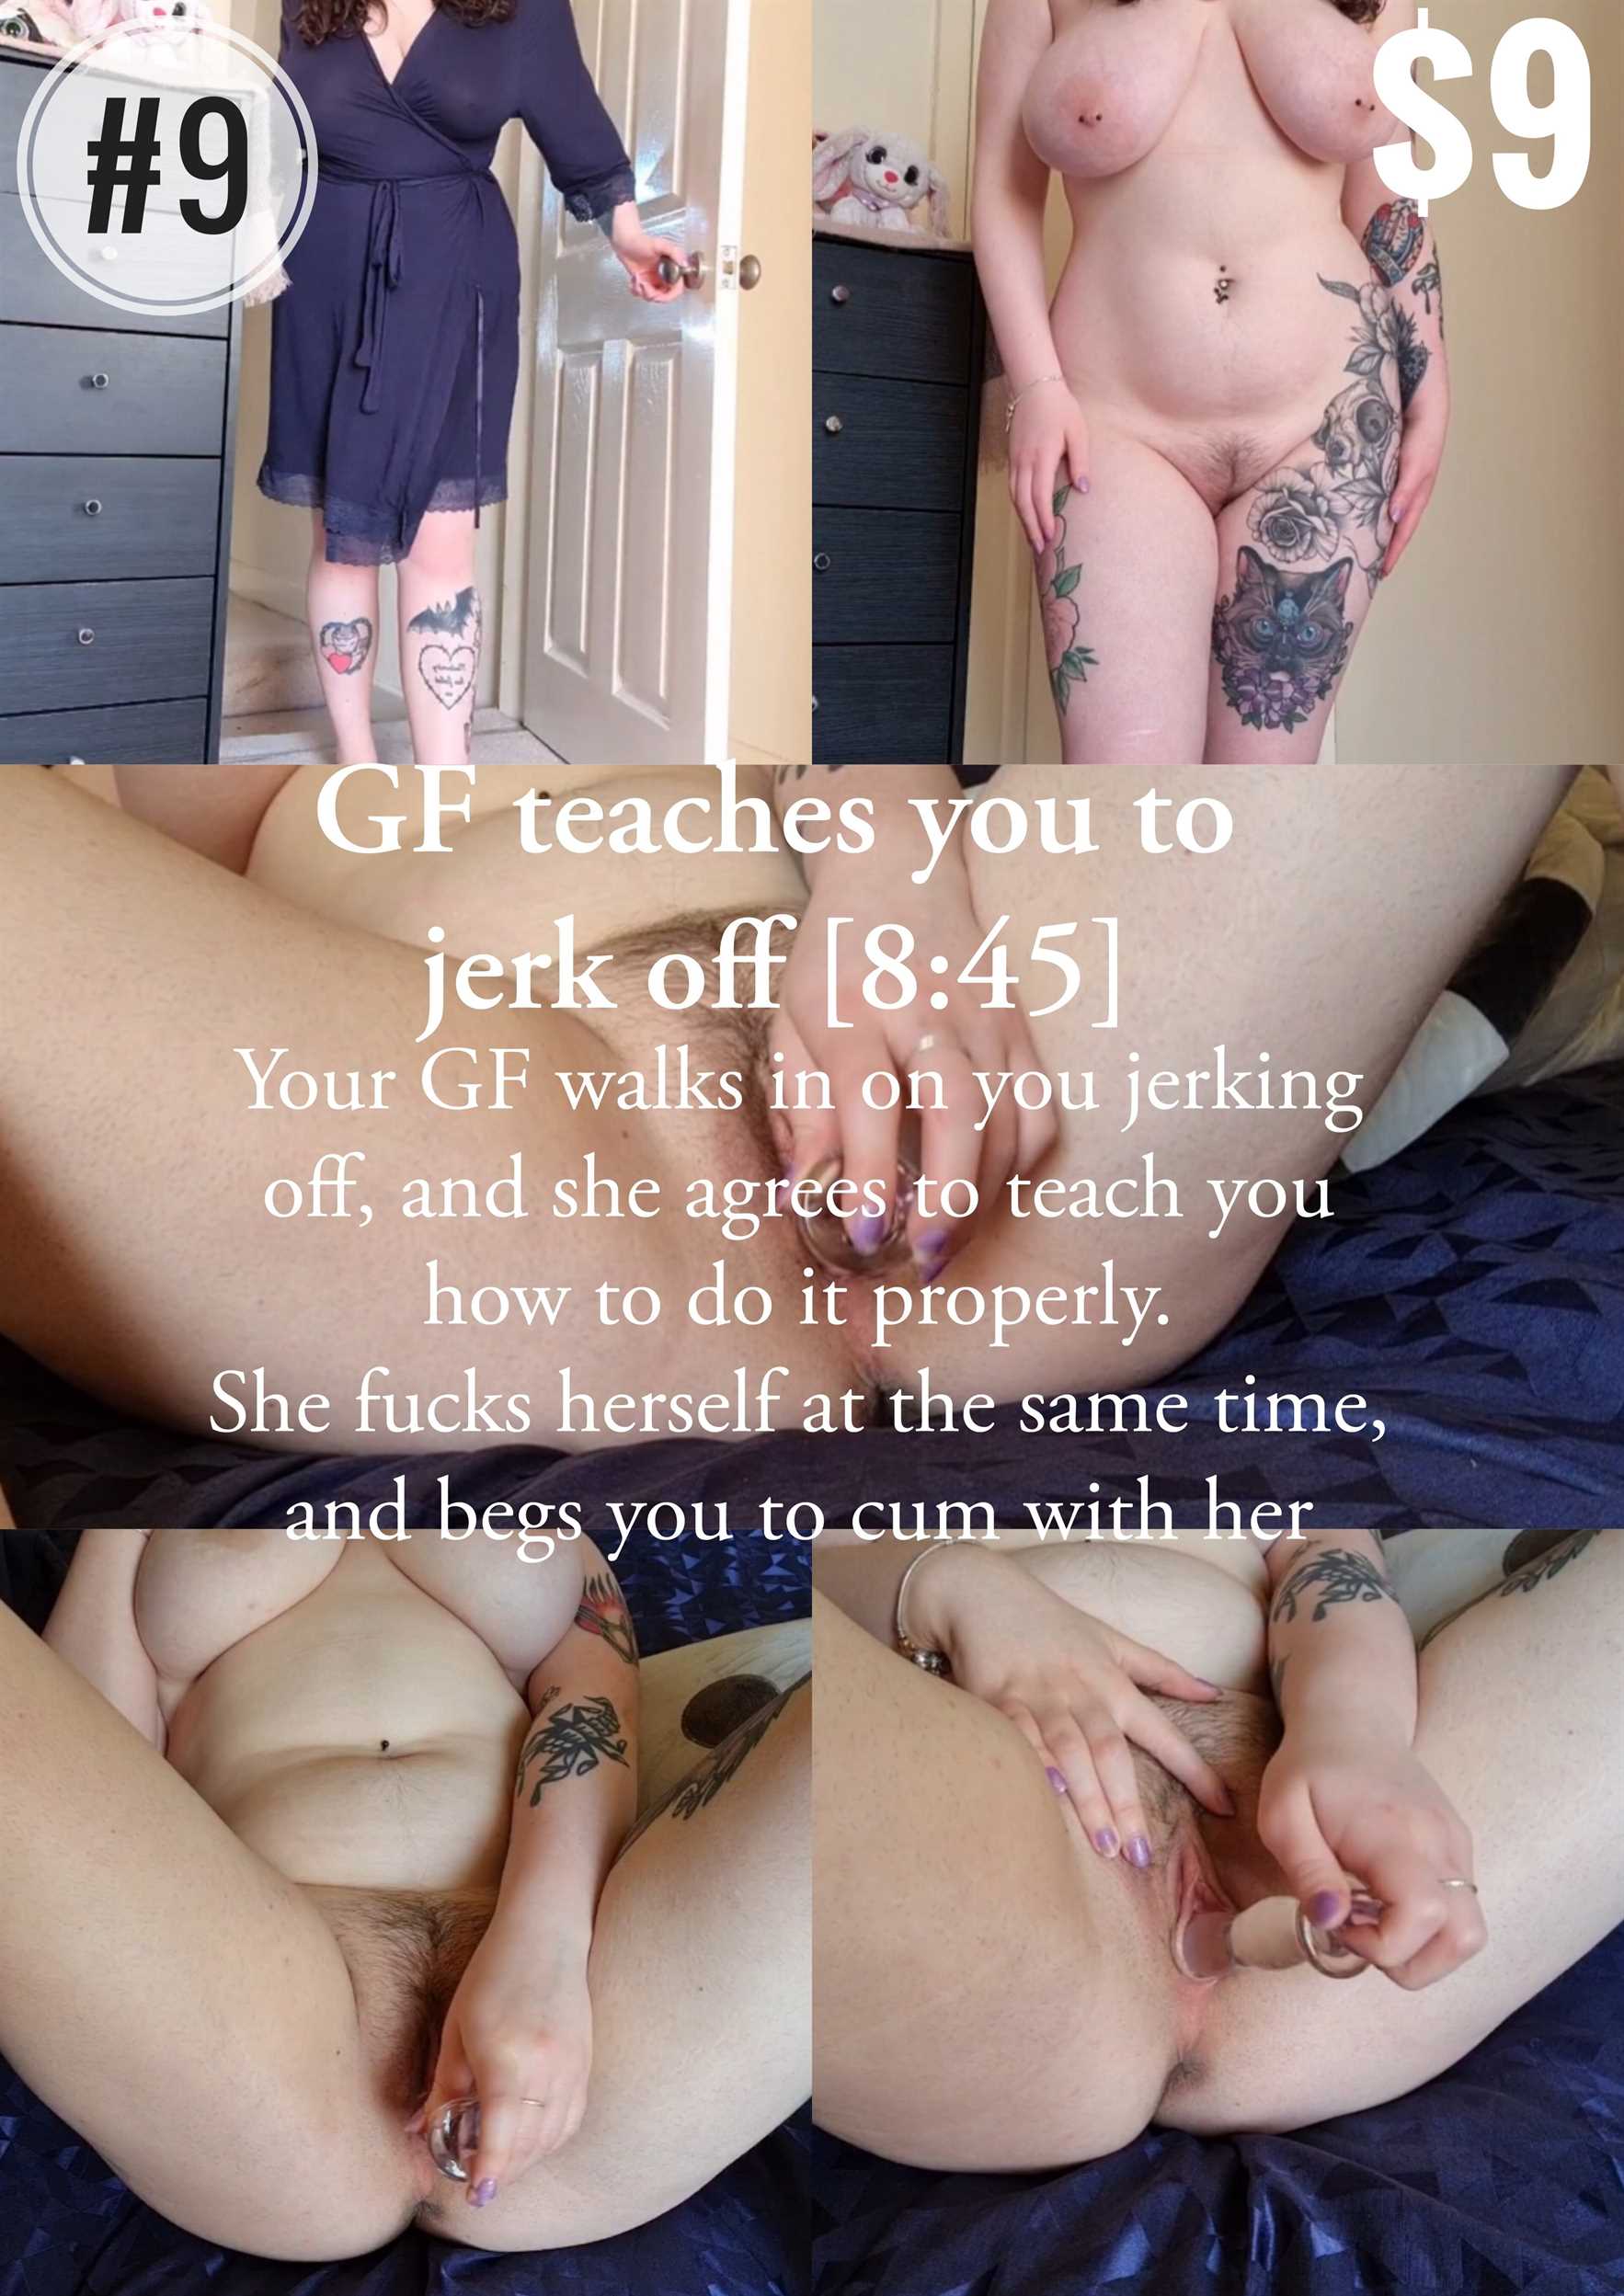 #9
$9
GF teaches you to
jerk off [8:45]
Your GF walks in on you jerking
off, and she agrees to teach you
how to do it properly.
She fucks herself at the same time,
and begs you to cum with her